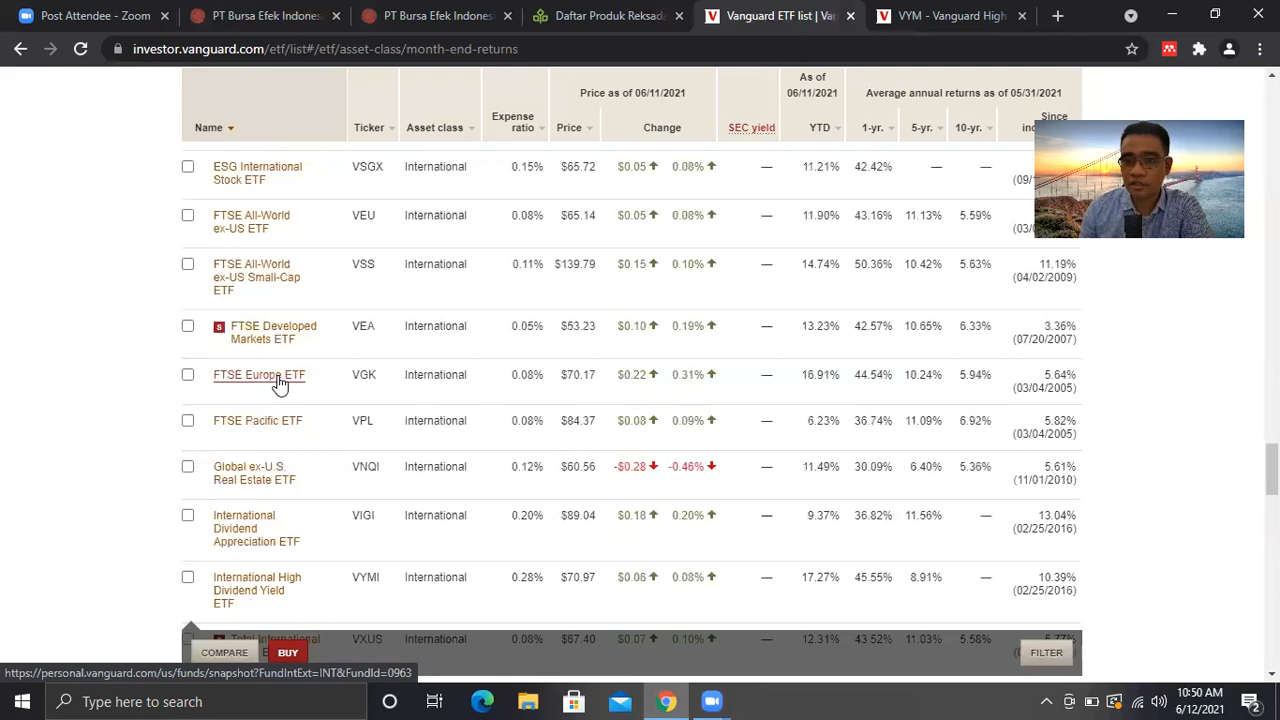 Post Attendee - Zoom
PT Bursa Efek Indones
PT Bursa Efek Indones
Daftar Produk Reksada
Vanguard ETF list | Van
VYM - Vanguard High
investor.vanguard.com/etf/list#/etf/asset-class/month-end-returns
Price as of 06/11/2021
As of 06/11/2021
Average annual returns as of 05/31/2021
Name
Ticker
Asset class
Expense ratio
Price
Change
SEC yield
YTD
1-yr.
5-yr.
10-yr.
Since
ESG International Stock ETF VSGX International 0.15% $65.72 $0.05 0.08% — 11.21% 42.42% — —
(09/
FTSE All-World ex-US ETF VEU International 0.08% $65.14 $0.05 0.08% — 11.90% 43.16% 11.13% 5.59%
FTSE All-World ex-US Small-Cap ETF VSS International 0.11% $139.79 $0.15 0.10% — 14.74% 50.36% 10.42% 5.63% 11.19% (04/02/2009)
S FTSE Developed Markets ETF VEA International 0.05% $53.23 $0.10 0.19% — 13.23% 42.57% 10.65% 6.33% 3.36% (07/20/2007)
FTSE Europe ETF VGK International 0.08% $70.17 $0.22 0.31% — 16.91% 44.54% 10.24% 5.94% 5.64% (03/04/2005)
FTSE Pacific ETF VPL International 0.08% $84.37 $0.08 0.09% — 6.23% 36.74% 11.09% 6.92% 5.82% (03/04/2005)
Global ex-U.S. Real Estate ETF VNQI International 0.12% $60.56 -$0.28 -0.46% — 11.49% 30.09% 6.40% 5.36% 5.61% (11/01/2010)
International Dividend Appreciation ETF VIGI International 0.20% $89.04 $0.18 0.20% — 9.37% 36.82% 11.56% — 13.04% (02/25/2016)
International High Dividend Yield ETF VYMI International 0.28% $70.97 $0.06 0.08% — 17.27% 45.55% 8.91% — 10.39% (02/25/2016)
Total International VXUS International 0.08% $67.40 $0.07 0.10% — 12.31% 43.52% 11.03% 5.58% 5.77%
COMPARE
BUY
FILTER
https://personal.vanguard.com/us/funds/snapshot?FundIntExt=INT&FundId=0963
Type here to search
10:50 AM
6/12/2021
2